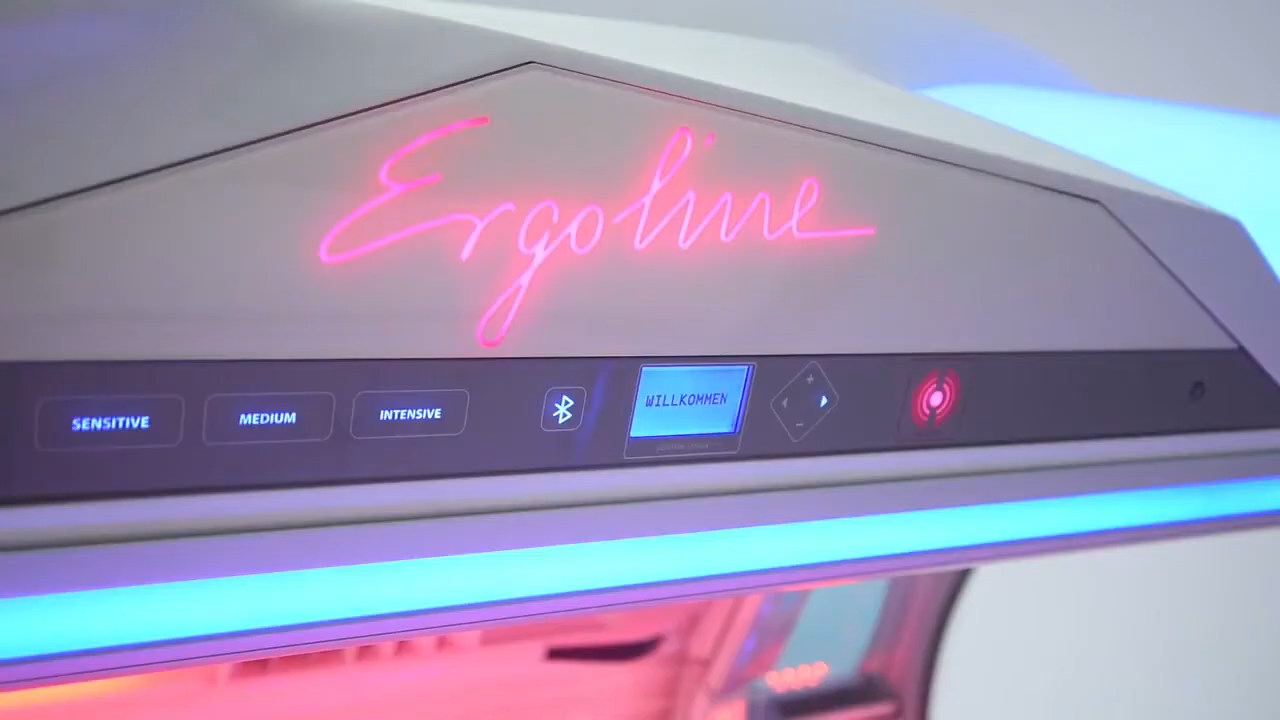 Ergoline
SENSITIVE
MEDIUM
INTENSIVE
WILLKOMMEN